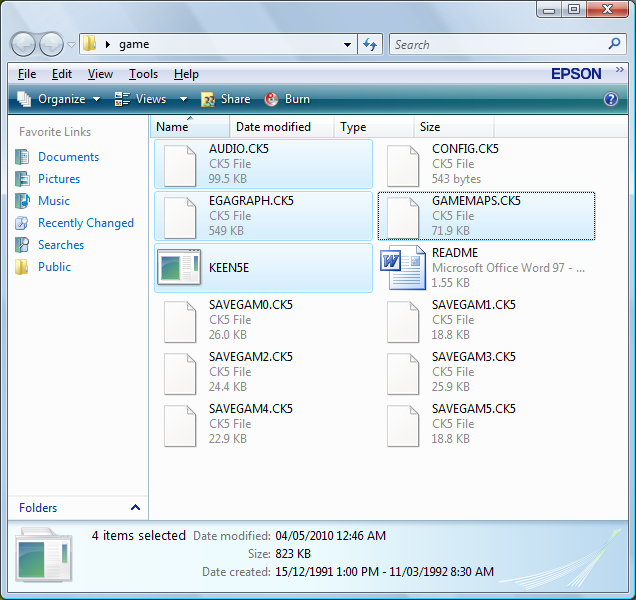 game
Search
File Edit View Tools Help
EPSON »
Organize Views Share Burn ?
Favorite Links
Documents
Pictures
Music
Recently Changed
Searches
Public
Name Date modified Type Size
AUDIO.CK5
CK5 File
99.5 KB
CONFIG.CK5
CK5 File
543 bytes
EGAGRAPH.CK5
CK5 File
549 KB
GAMEMAPS.CK5
CK5 File
71.9 KB
KEEN5E
README
Microsoft Office Word 97 - ...
1.55 KB
SAVEGAM0.CK5
CK5 File
26.0 KB
SAVEGAM1.CK5
CK5 File
18.8 KB
SAVEGAM2.CK5
CK5 File
24.4 KB
SAVEGAM3.CK5
CK5 File
25.9 KB
SAVEGAM4.CK5
CK5 File
22.9 KB
SAVEGAM5.CK5
CK5 File
18.8 KB
Folders
4 items selected Date modified: 04/05/2010 12:46 AM
Size: 823 KB
Date created: 15/12/1991 1:00 PM - 11/03/1992 8:30 AM